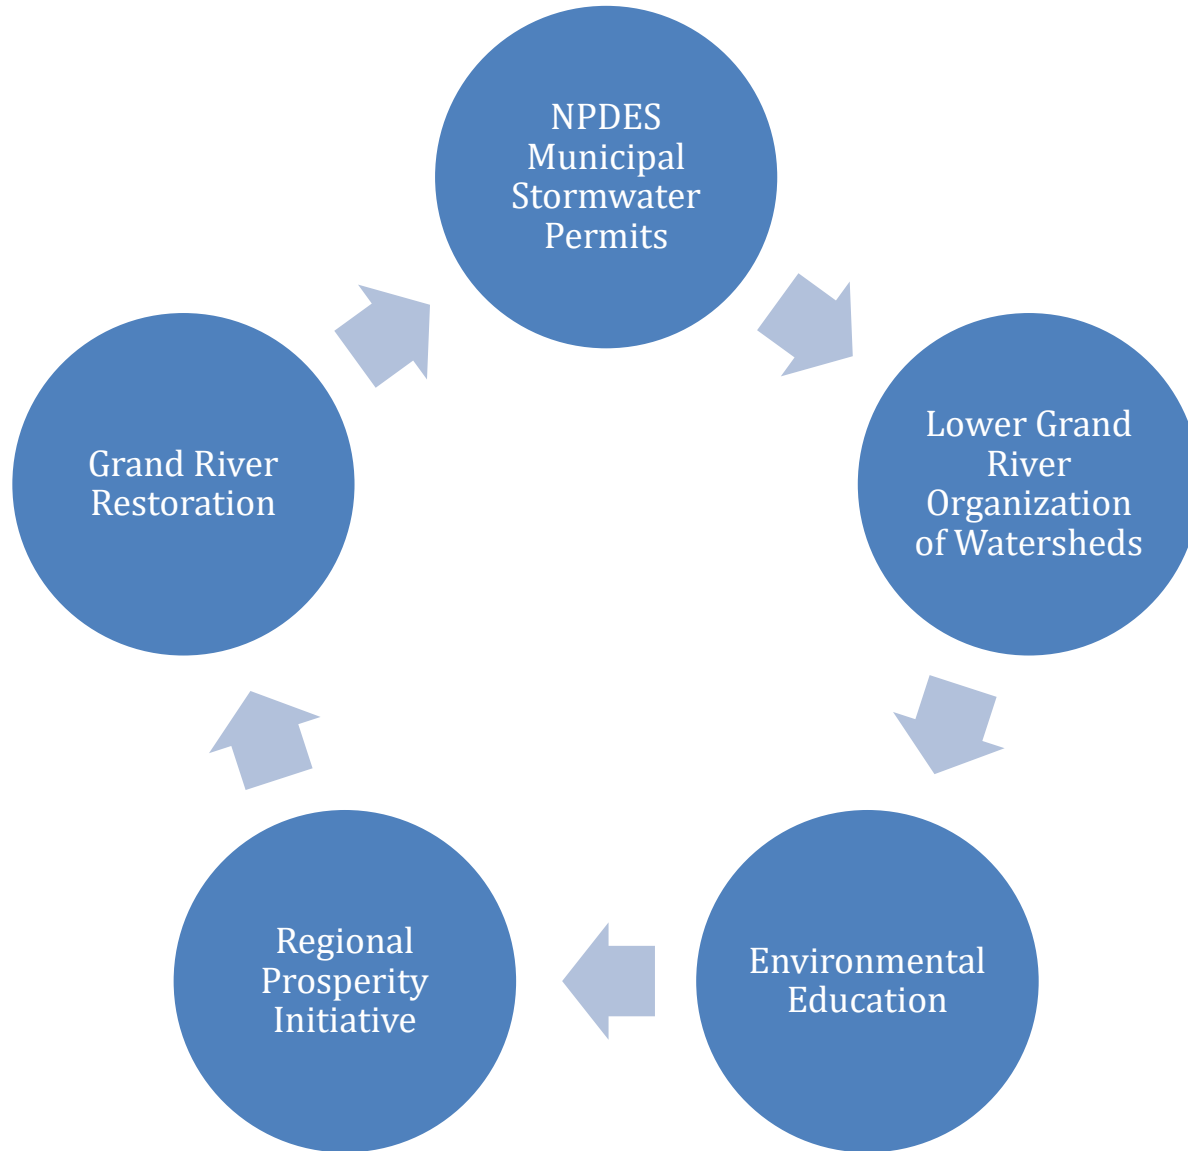 NPDES
Municipal
Stormwater
Permits
Lower Grand
River
Organization
of Watersheds
Environmental
Education
Regional
Prosperity
Initiative
Grand River
Restoration